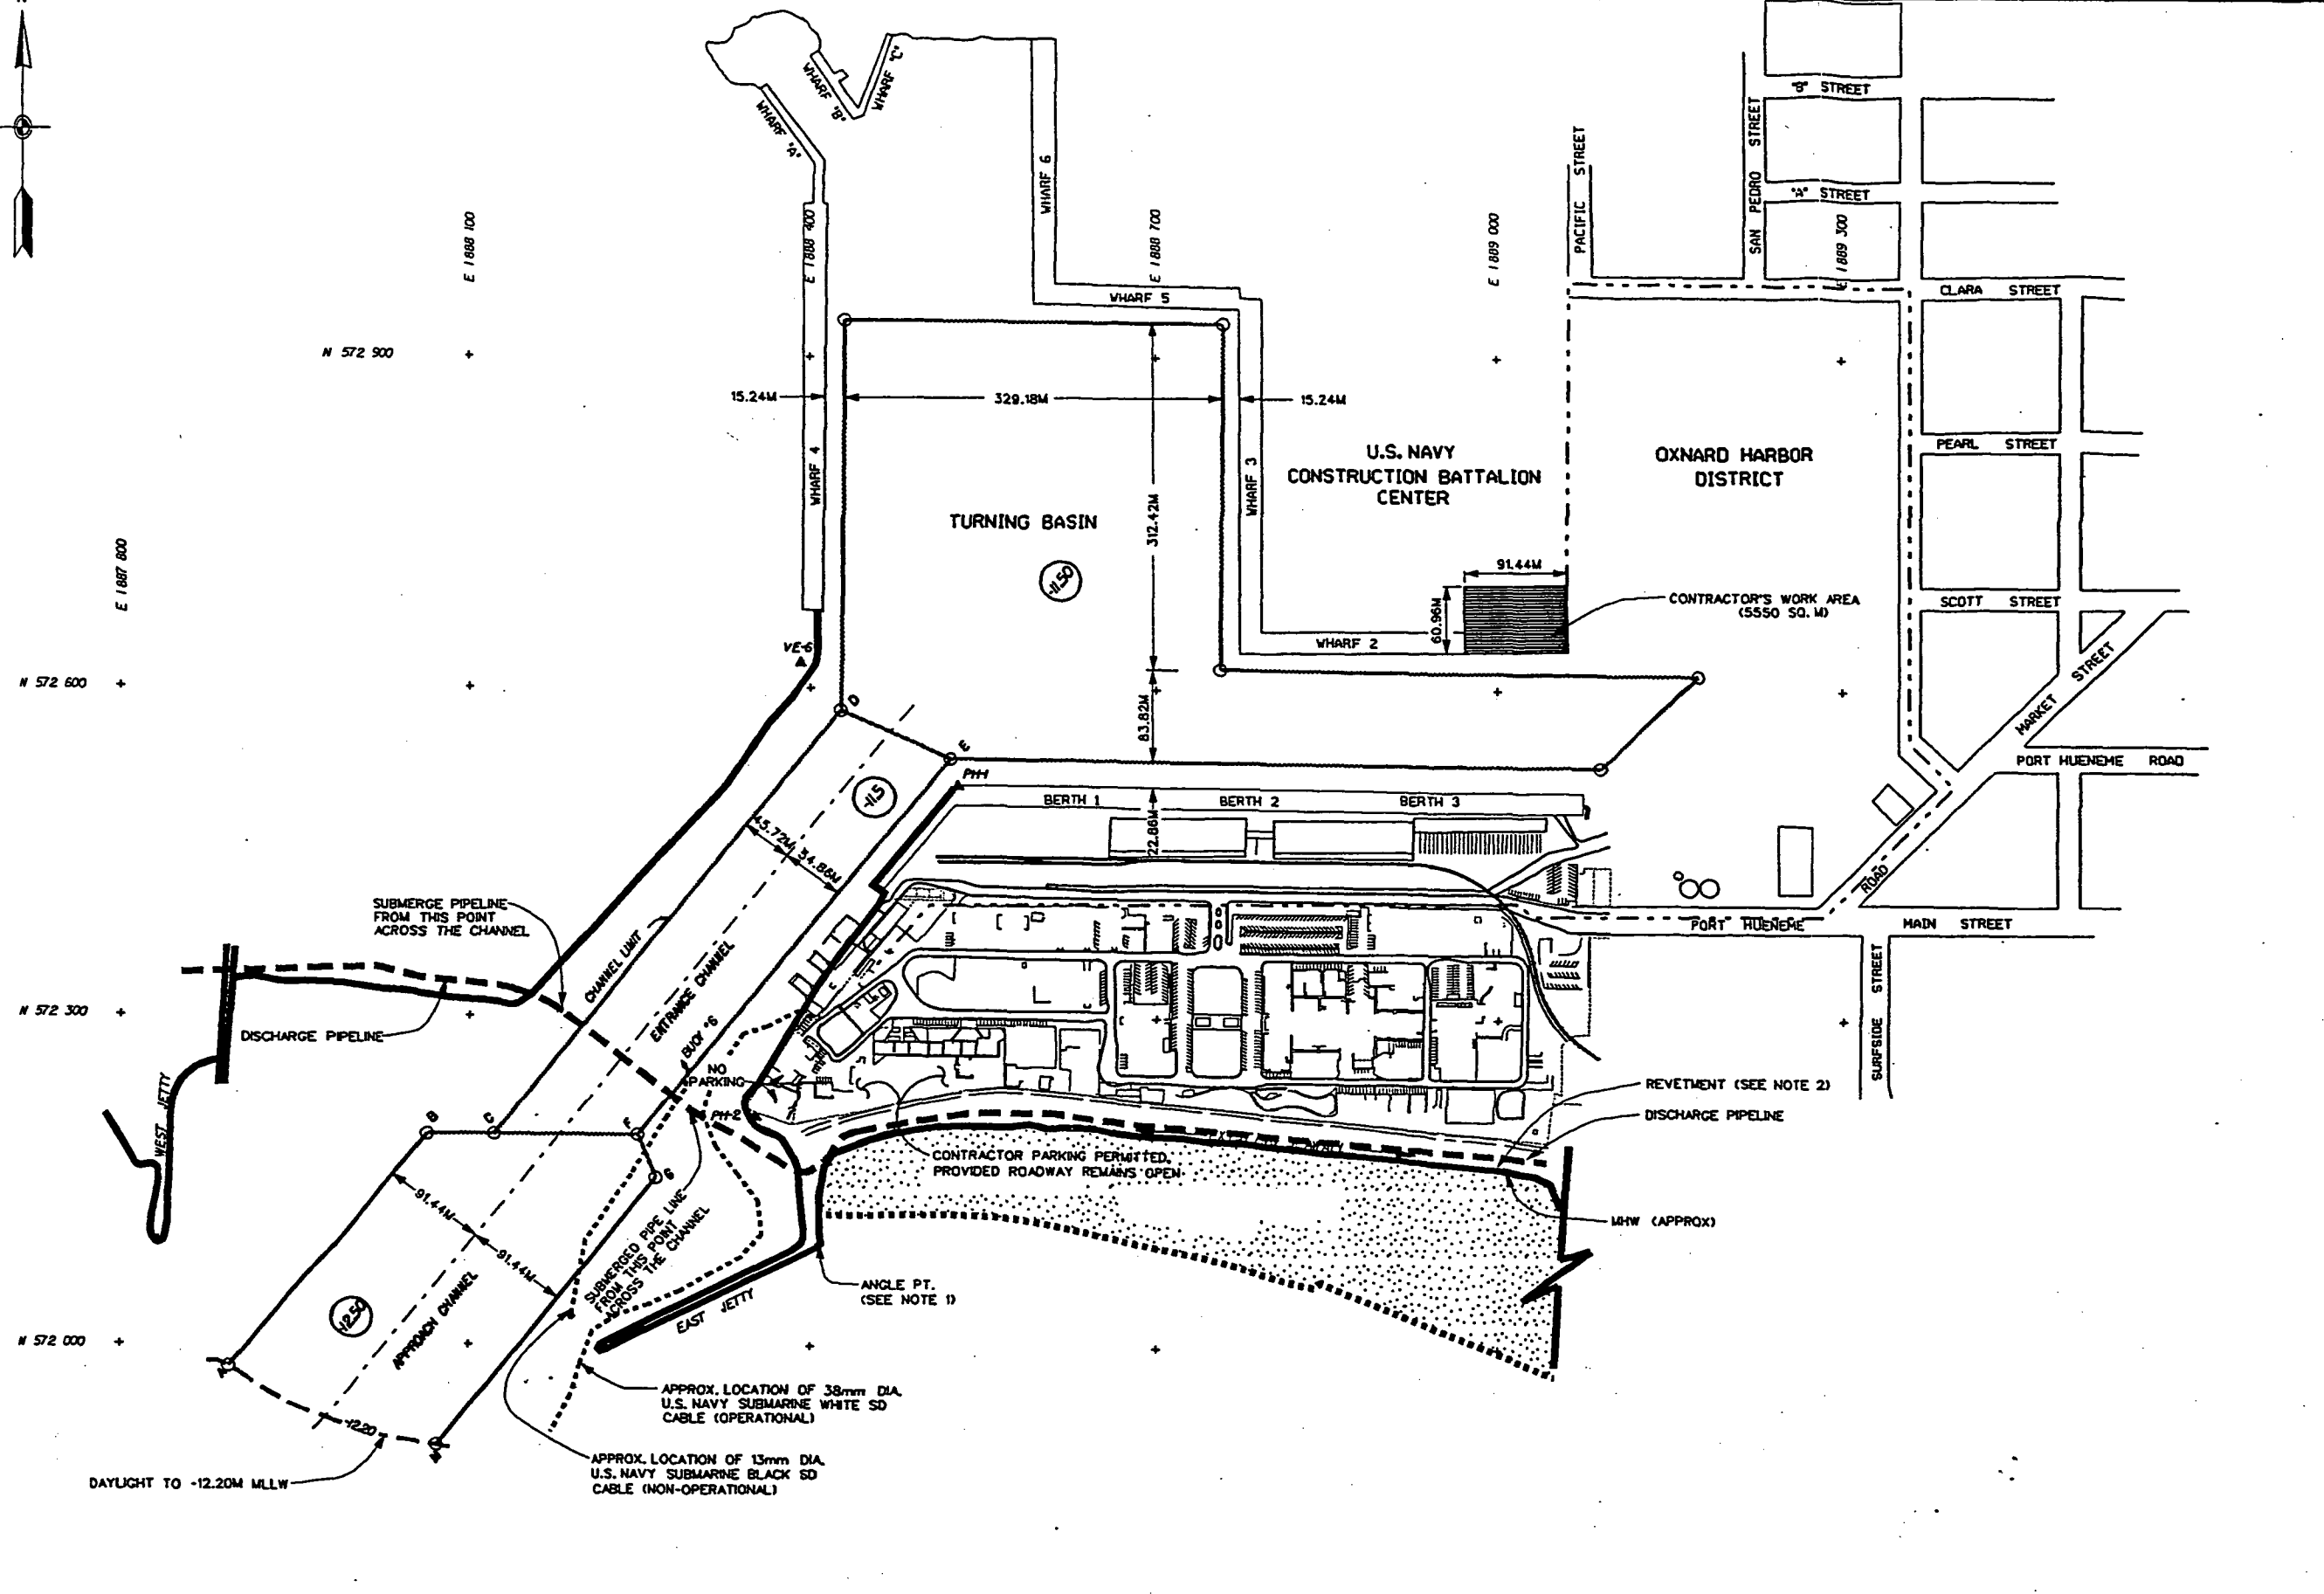 WHARF "A"
WHARF "B"
WHARF "C"
WHARF 6
"B" STREET
"A" STREET
PACIFIC STREET
SAN PEDRO STREET
E 1888 100
E 1888 400
E 1888 700
E 1889 000
E 1889 300
CLARA STREET
WHARF 5
N 572 900
15.24M
329.18M
15.24M
WHARF 4
WHARF 3
312.42M
U.S. NAVY
CONSTRUCTION BATTALION
CENTER
OXNARD HARBOR
DISTRICT
PEARL STREET
TURNING BASIN
-11.50
E 1887 800
91.44M
60.96M
CONTRACTOR'S WORK AREA
(5550 SQ. M)
SCOTT STREET
WHARF 2
VE-6
N 572 600
MARKET STREET
D
83.82M
E
PH-1
PORT HUENEME ROAD
-11.5
BERTH 1
BERTH 2
BERTH 3
45.72M
34.86M
22.86M
SUBMERGE PIPELINE
FROM THIS POINT
ACROSS THE CHANNEL
ROAD
PORT HUENEME
MAIN STREET
CHANNEL LIMIT
ENTRANCE CHANNEL
SURFSIDE STREET
N 572 300
DISCHARGE PIPELINE
BUOY "6
NO
PARKING
PH-2
WEST JETTY
REVETMENT (SEE NOTE 2)
DISCHARGE PIPELINE
B
C
F
G
CONTRACTOR PARKING PERMITTED,
PROVIDED ROADWAY REMAINS OPEN
91.44M
91.44M
SUBMERGED PIPE LINE
FROM THIS POINT
ACROSS THE CHANNEL
MHW (APPROX)
ANGLE PT.
(SEE NOTE 1)
EAST JETTY
-12.50
APPROACH CHANNEL
N 572 000
A
APPROX. LOCATION OF 38mm DIA.
U.S. NAVY SUBMARINE WHITE SD
CABLE (OPERATIONAL)
-12.20
APPROX. LOCATION OF 13mm DIA.
U.S. NAVY SUBMARINE BLACK SD
CABLE (NON-OPERATIONAL)
DAYLIGHT TO -12.20M MLLW